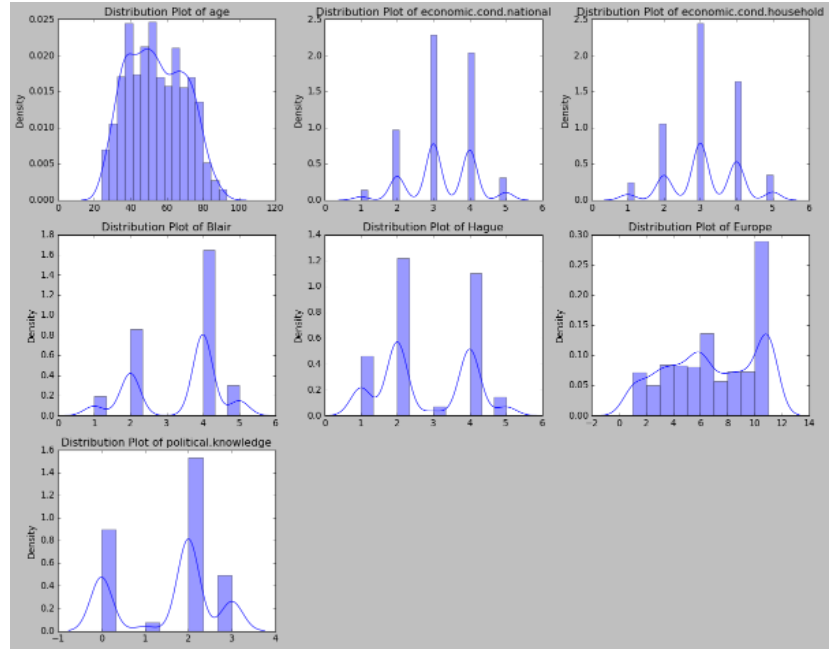 Distribution Plot of age
0.025
0.020
0.015
0.010
0.005
0.000
Density
0 20 40 60 80 100 120
Distribution Plot of economic.cond.national
2.5
2.0
1.5
1.0
0.5
0.0
Density
0 1 2 3 4 5 6
Distribution Plot of economic.cond.household
2.5
2.0
1.5
1.0
0.5
0.0
Density
0 1 2 3 4 5 6
Distribution Plot of Blair
1.8
1.6
1.4
1.2
1.0
0.8
0.6
0.4
0.2
0.0
Density
0 1 2 3 4 5 6
Distribution Plot of Hague
1.4
1.2
1.0
0.8
0.6
0.4
0.2
0.0
Density
0 1 2 3 4 5 6
Distribution Plot of Europe
0.30
0.25
0.20
0.15
0.10
0.05
0.00
Density
−2 0 2 4 6 8 10 12 14
Distribution Plot of political.knowledge
1.6
1.4
1.2
1.0
0.8
0.6
0.4
0.2
0.0
Density
−1 0 1 2 3 4